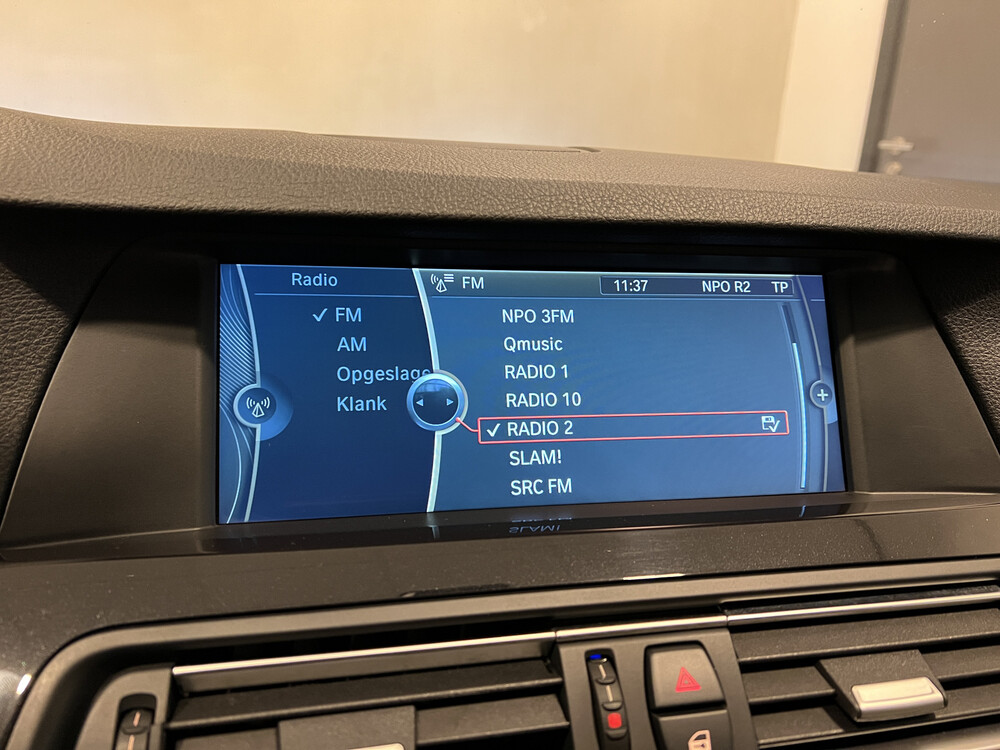 Radio
FM
AM
Opgeslage
Klank
FM
11:37 NPO R2 TP
NPO 3FM
Qmusic
RADIO 1
RADIO 10
RADIO 2
SLAM!
SRC FM